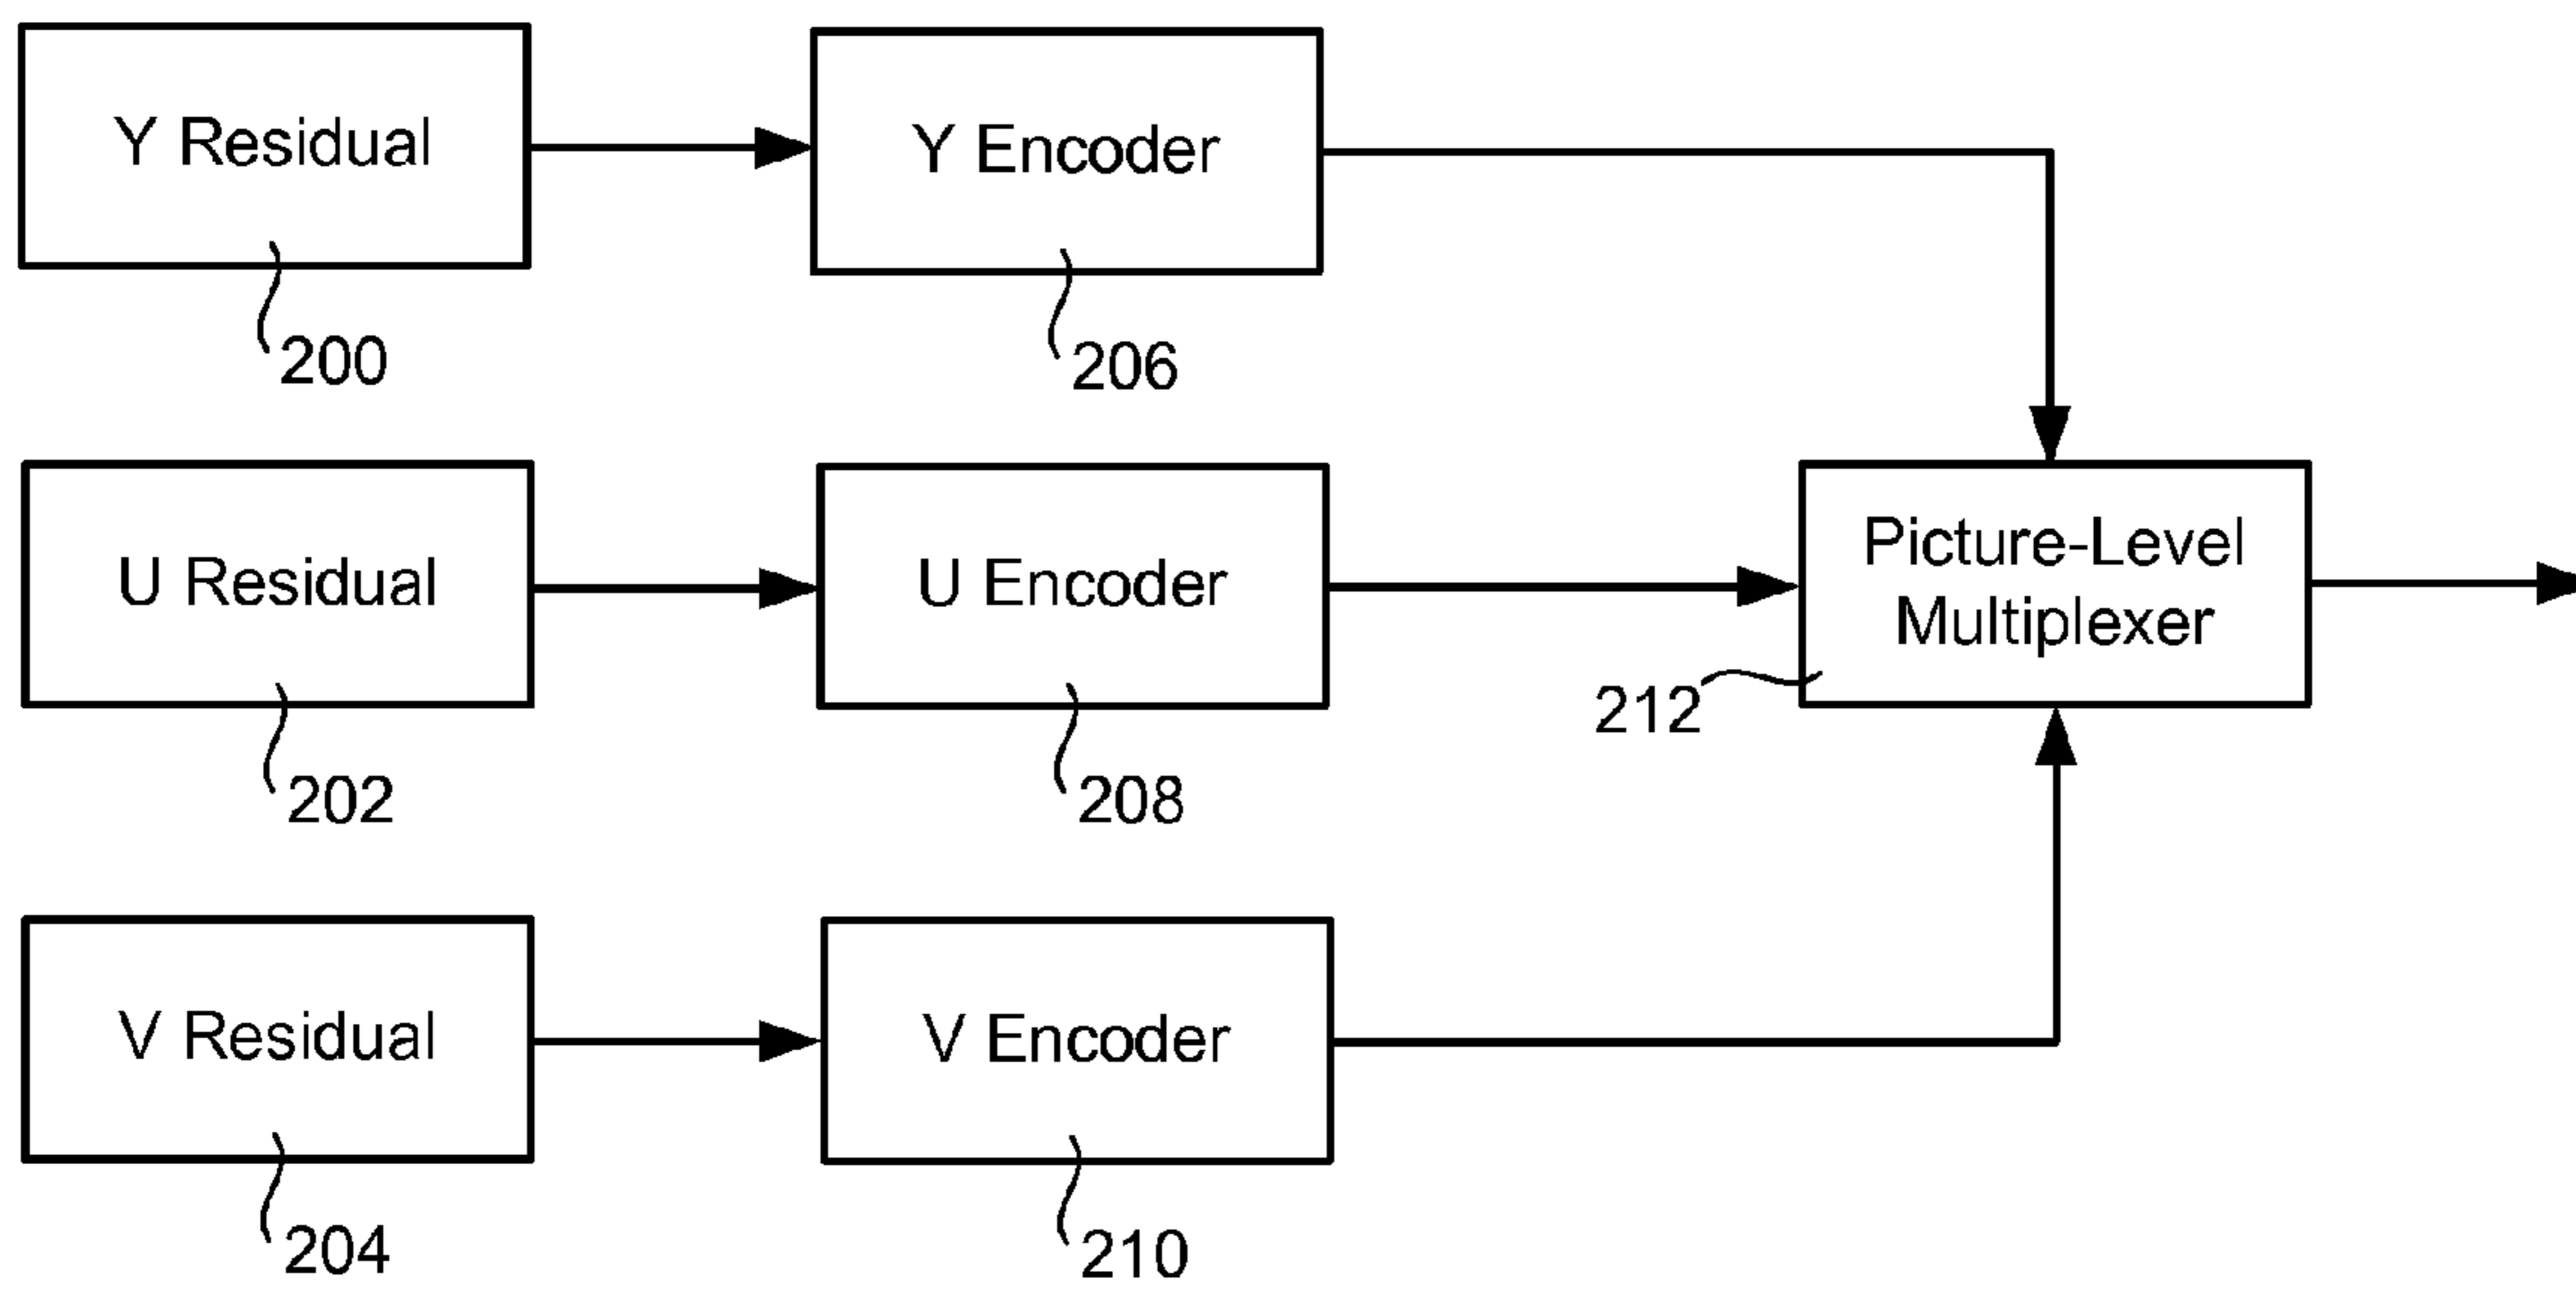 Y Residual
200
Y Encoder
206
U Residual
202
U Encoder
208
Picture-Level
Multiplexer
212
V Residual
204
V Encoder
210